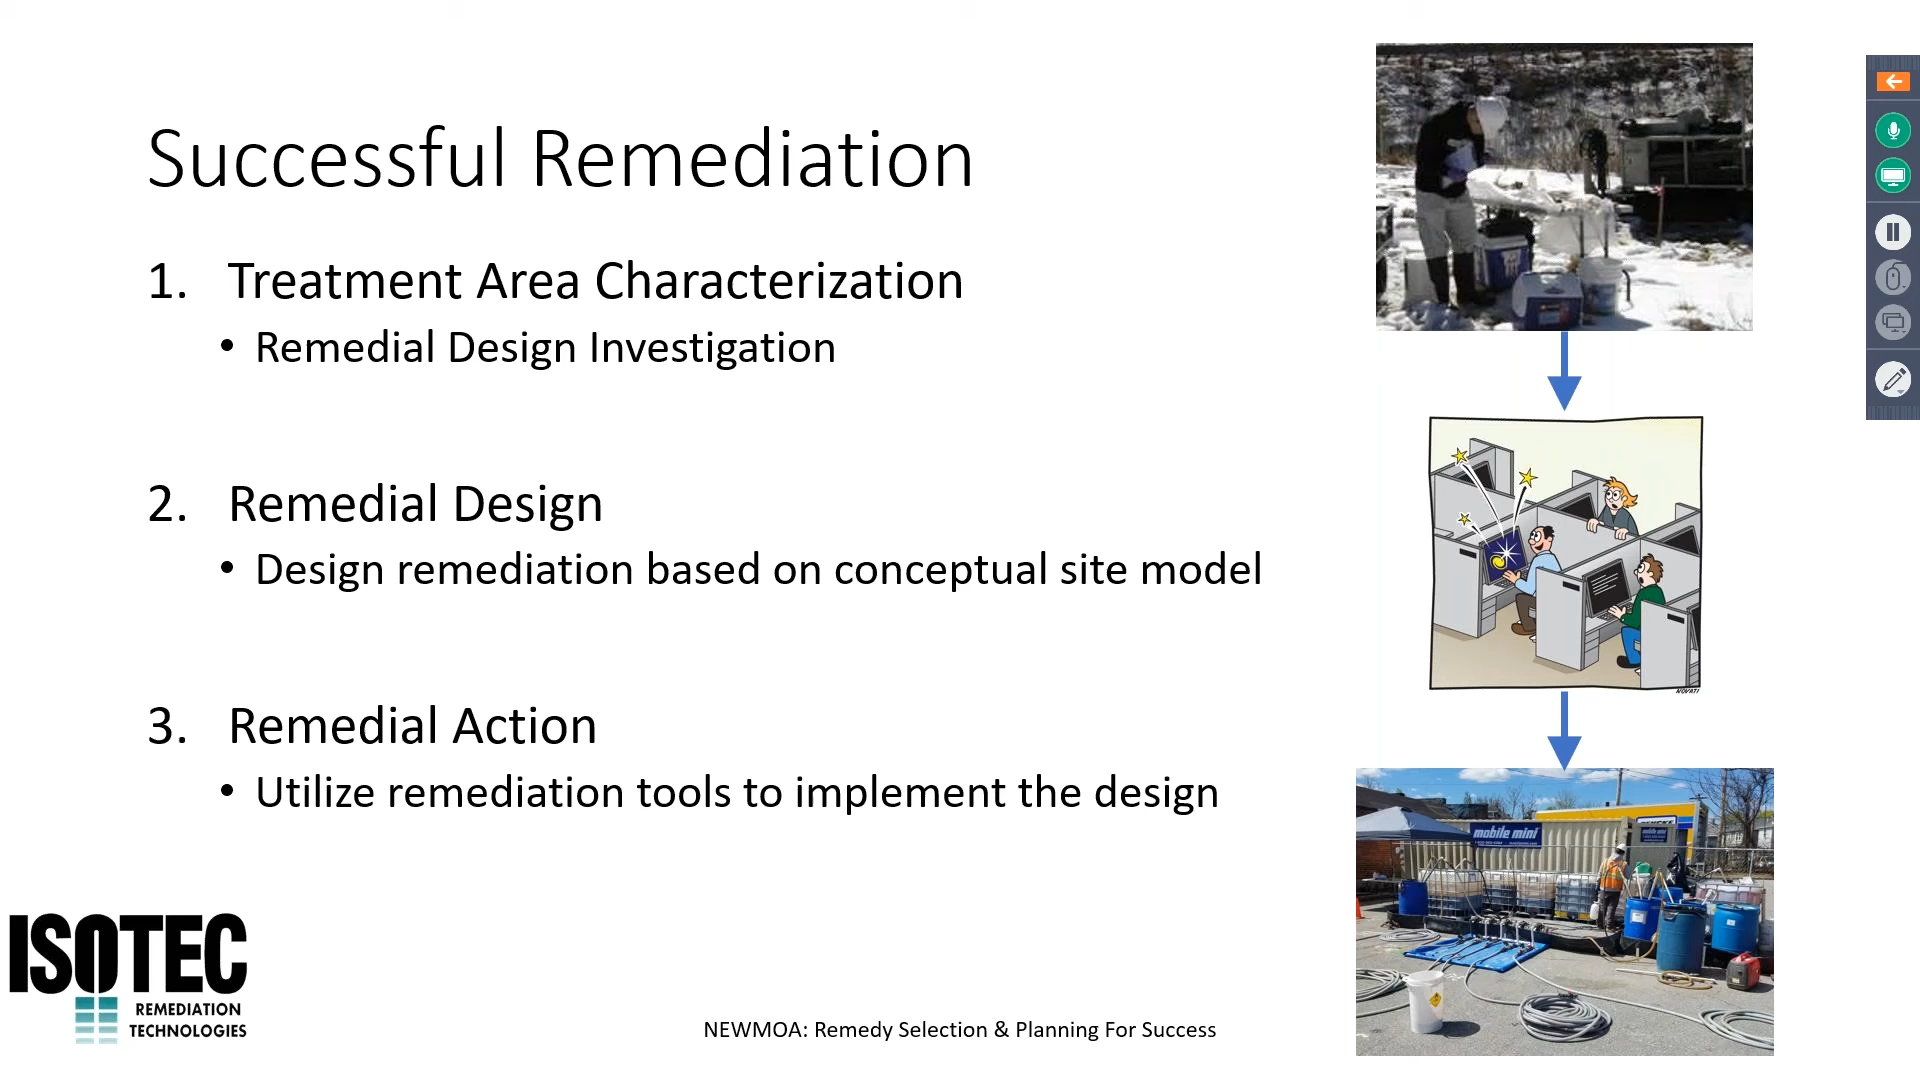 Successful Remediation
1. Treatment Area Characterization
• Remedial Design Investigation
2. Remedial Design
• Design remediation based on conceptual site model
3. Remedial Action
• Utilize remediation tools to implement the design
NOVATI
mobile mini
ISOTEC
REMEDIATION
TECHNOLOGIES
NEWMOA: Remedy Selection & Planning For Success